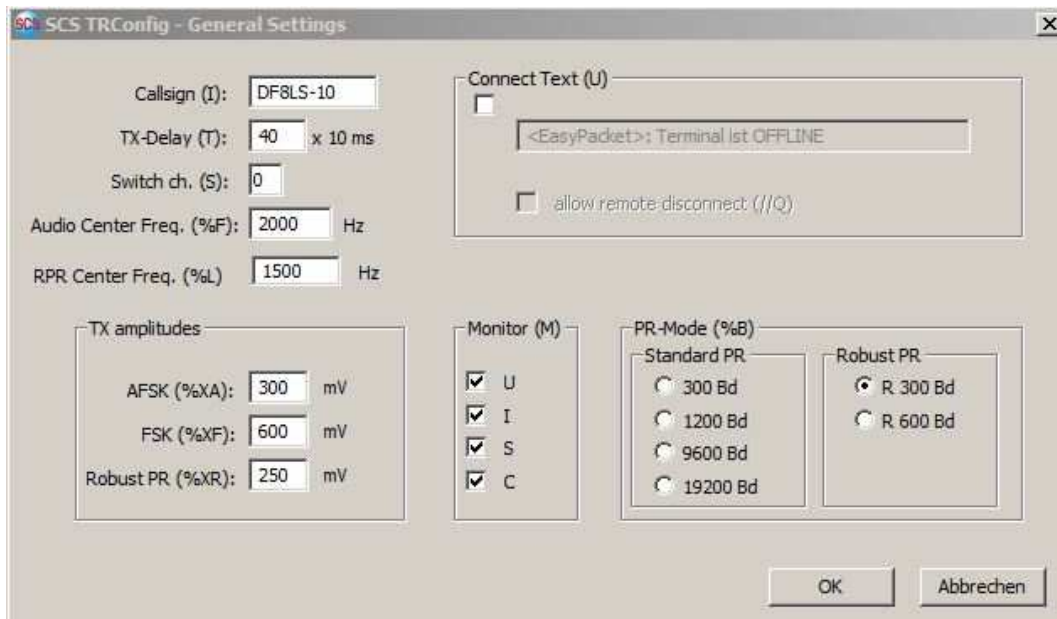 SCS SCS TRConfig - General Settings
Callsign (I): DF8LS-10
TX-Delay (T): 40 x 10 ms
Switch ch. (S): 0
Audio Center Freq. (%F): 2000 Hz
RPR Center Freq. (%L) 1500 Hz
Connect Text (U)
<EasyPacket>: Terminal ist OFFLINE
allow remote disconnect (//Q)
TX amplitudes
AFSK (%XA): 300 mV
FSK (%XF): 600 mV
Robust PR (%XR): 250 mV
Monitor (M)
U
I
S
C
PR-Mode (%B)
Standard PR
300 Bd
1200 Bd
9600 Bd
19200 Bd
Robust PR
R 300 Bd
R 600 Bd
OK Abbrechen